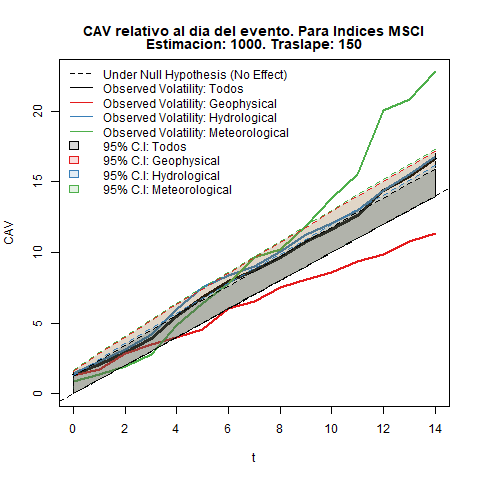 CAV relativo al dia del evento. Para Indices MSCI
Estimacion: 1000. Traslape: 150
Under Null Hypothesis (No Effect)
Observed Volatility: Todos
Observed Volatility: Geophysical
Observed Volatility: Hydrological
Observed Volatility: Meteorological
95% C.I: Todos
95% C.I: Geophysical
95% C.I: Hydrological
95% C.I: Meteorological
CAV
20
15
10
5
0
0 2 4 6 8 10 12 14
t